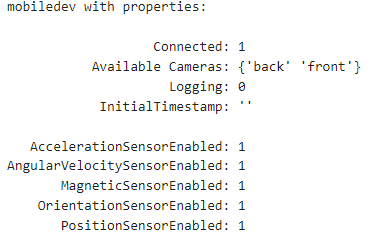 mobiledev with properties:
Connected: 1
Available Cameras: {'back' 'front'}
Logging: 0
InitialTimestamp: ''
AccelerationSensorEnabled: 1
AngularVelocitySensorEnabled: 1
MagneticSensorEnabled: 1
OrientationSensorEnabled: 1
PositionSensorEnabled: 1